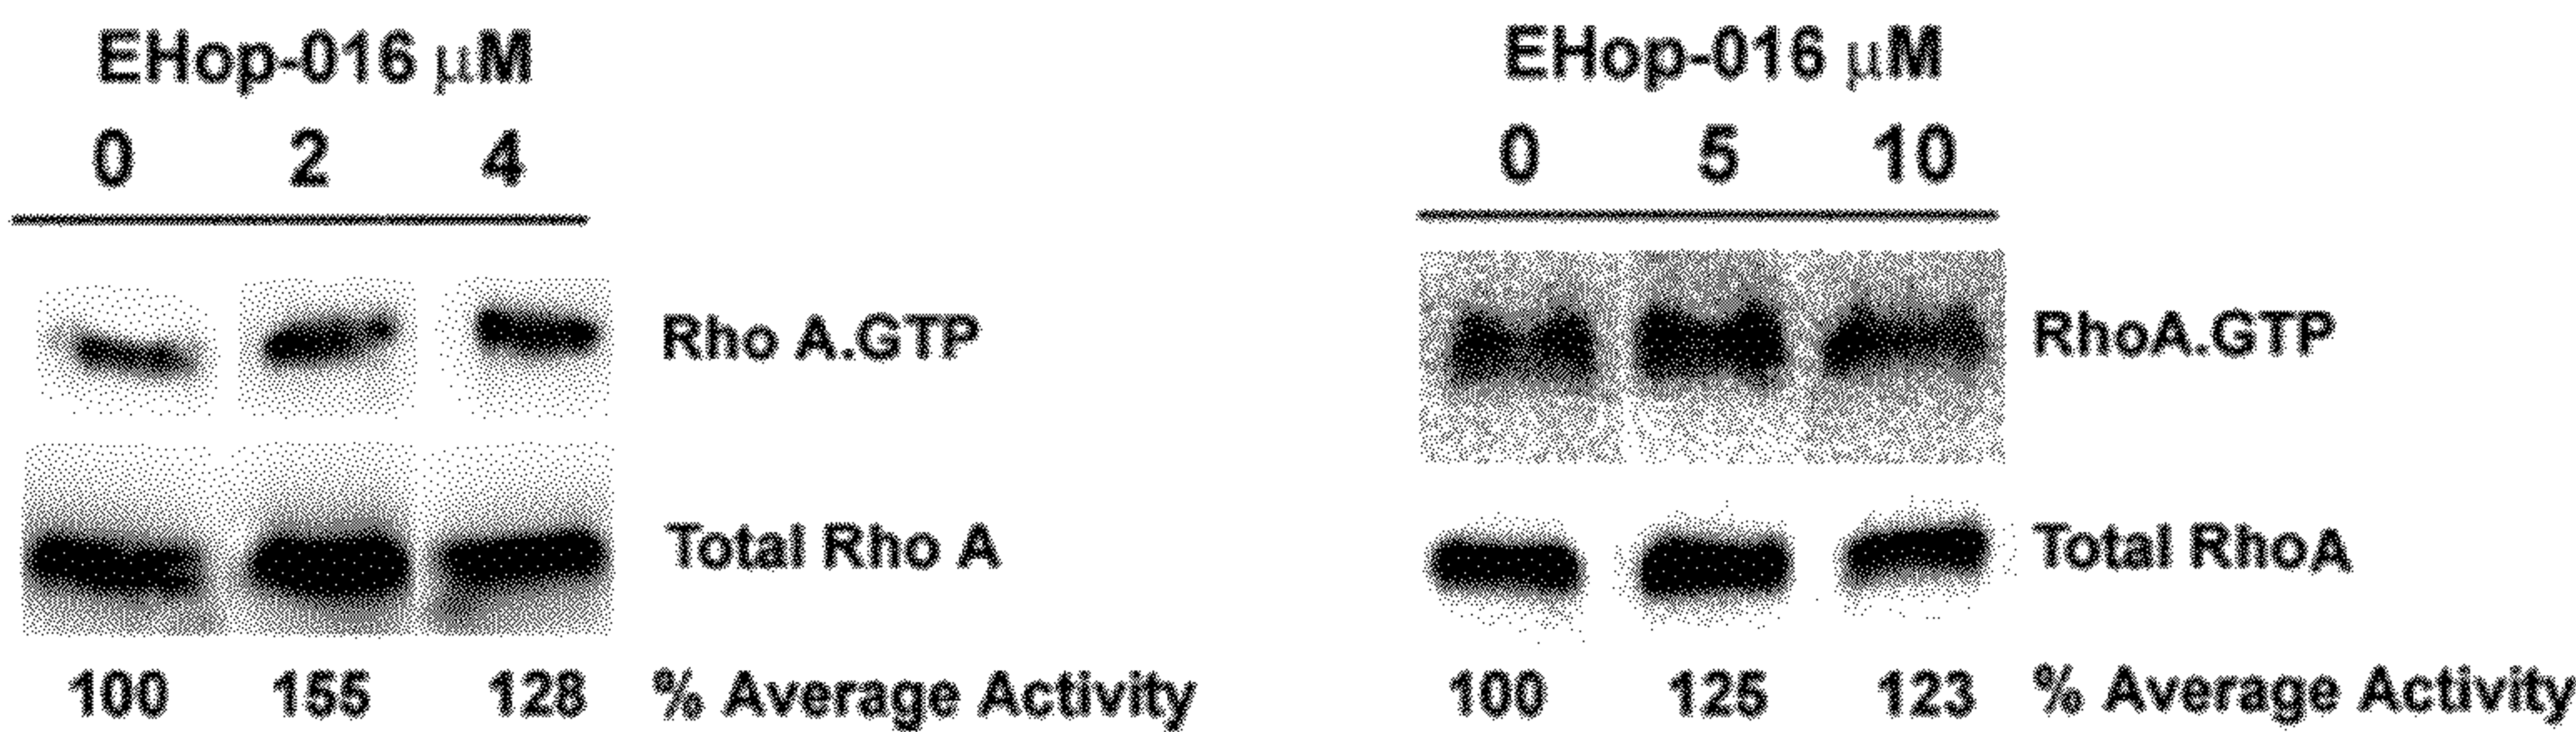 EHop-016 μM
0 2 4
Rho A.GTP
Total Rho A
100 155 128 % Average Activity
EHop-016 μM
0 5 10
RhoA.GTP
Total RhoA
100 125 123 % Average Activity